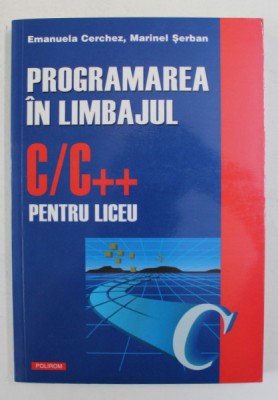 Emanuela Cerchez, Marinel Şerban
PROGRAMAREA
ÎN LIMBAJUL
C/C++
PENTRU LICEU
C
POLIROM